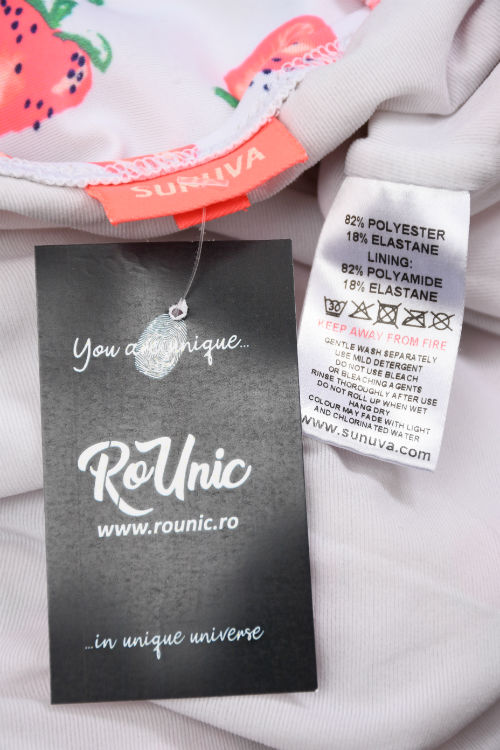 SUNUVA
82% POLYESTER
18% ELASTANE
LINING:
82% POLYAMIDE
18% ELASTANE
30
KEEP AWAY FROM FIRE
GENTLE WASH SEPARATELY
USE MILD DETERGENT
DO NOT USE BLEACH
OR BLEACHING AGENTS
RINSE THOROUGHLY AFTER USE
DO NOT ROLL UP WHEN WET
HANG DRY
COLOUR MAY FADE WITH LIGHT
AND CHLORINATED WATER
www.sunuva.com
You are unique...
RoUnic
www.rounic.ro
...in unique universe